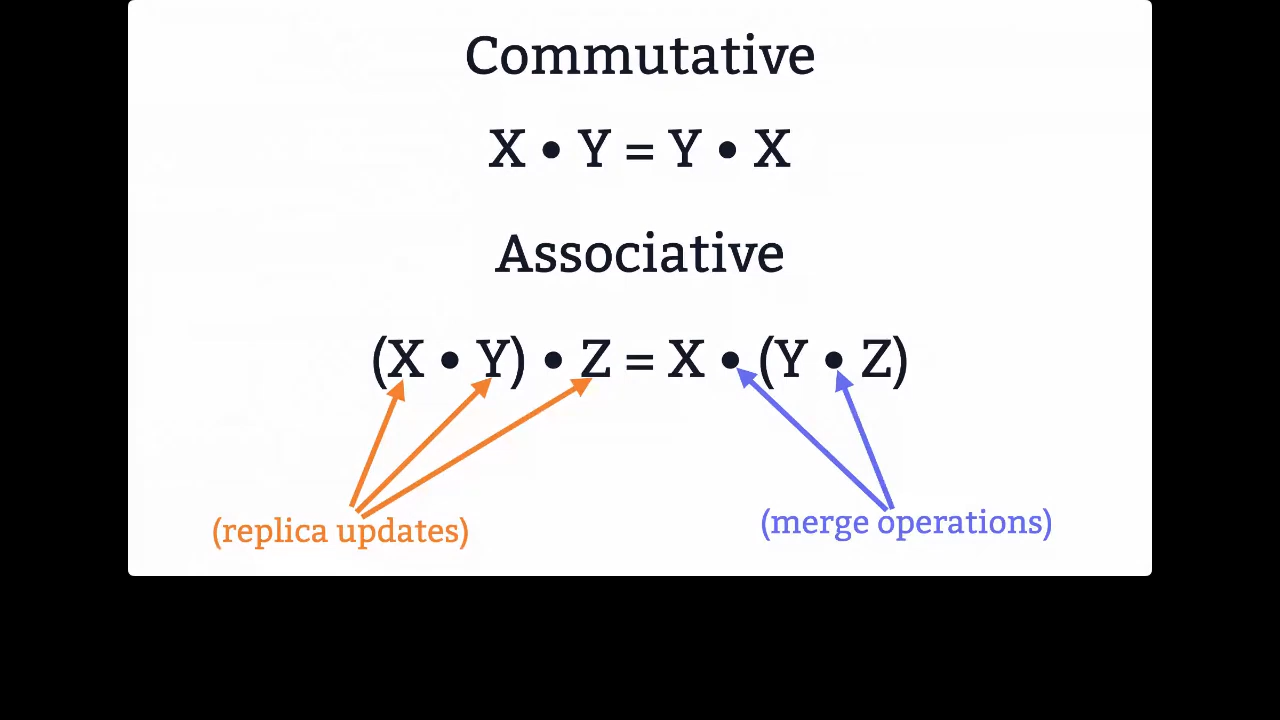 Commutative
X • Y = Y • X
Associative
(X • Y) • Z = X • (Y • Z)
(replica updates)
(merge operations)